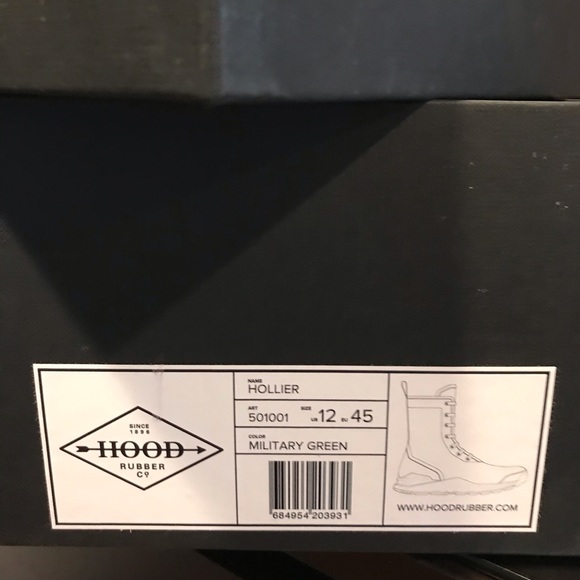 SINCE
1896
HOOD
RUBBER
CO
NAME
HOLLIER
ART
501001
SIZE
US 12 EU 45
COLOR
MILITARY GREEN
684954 203931
WWW.HOODRUBBER.COM